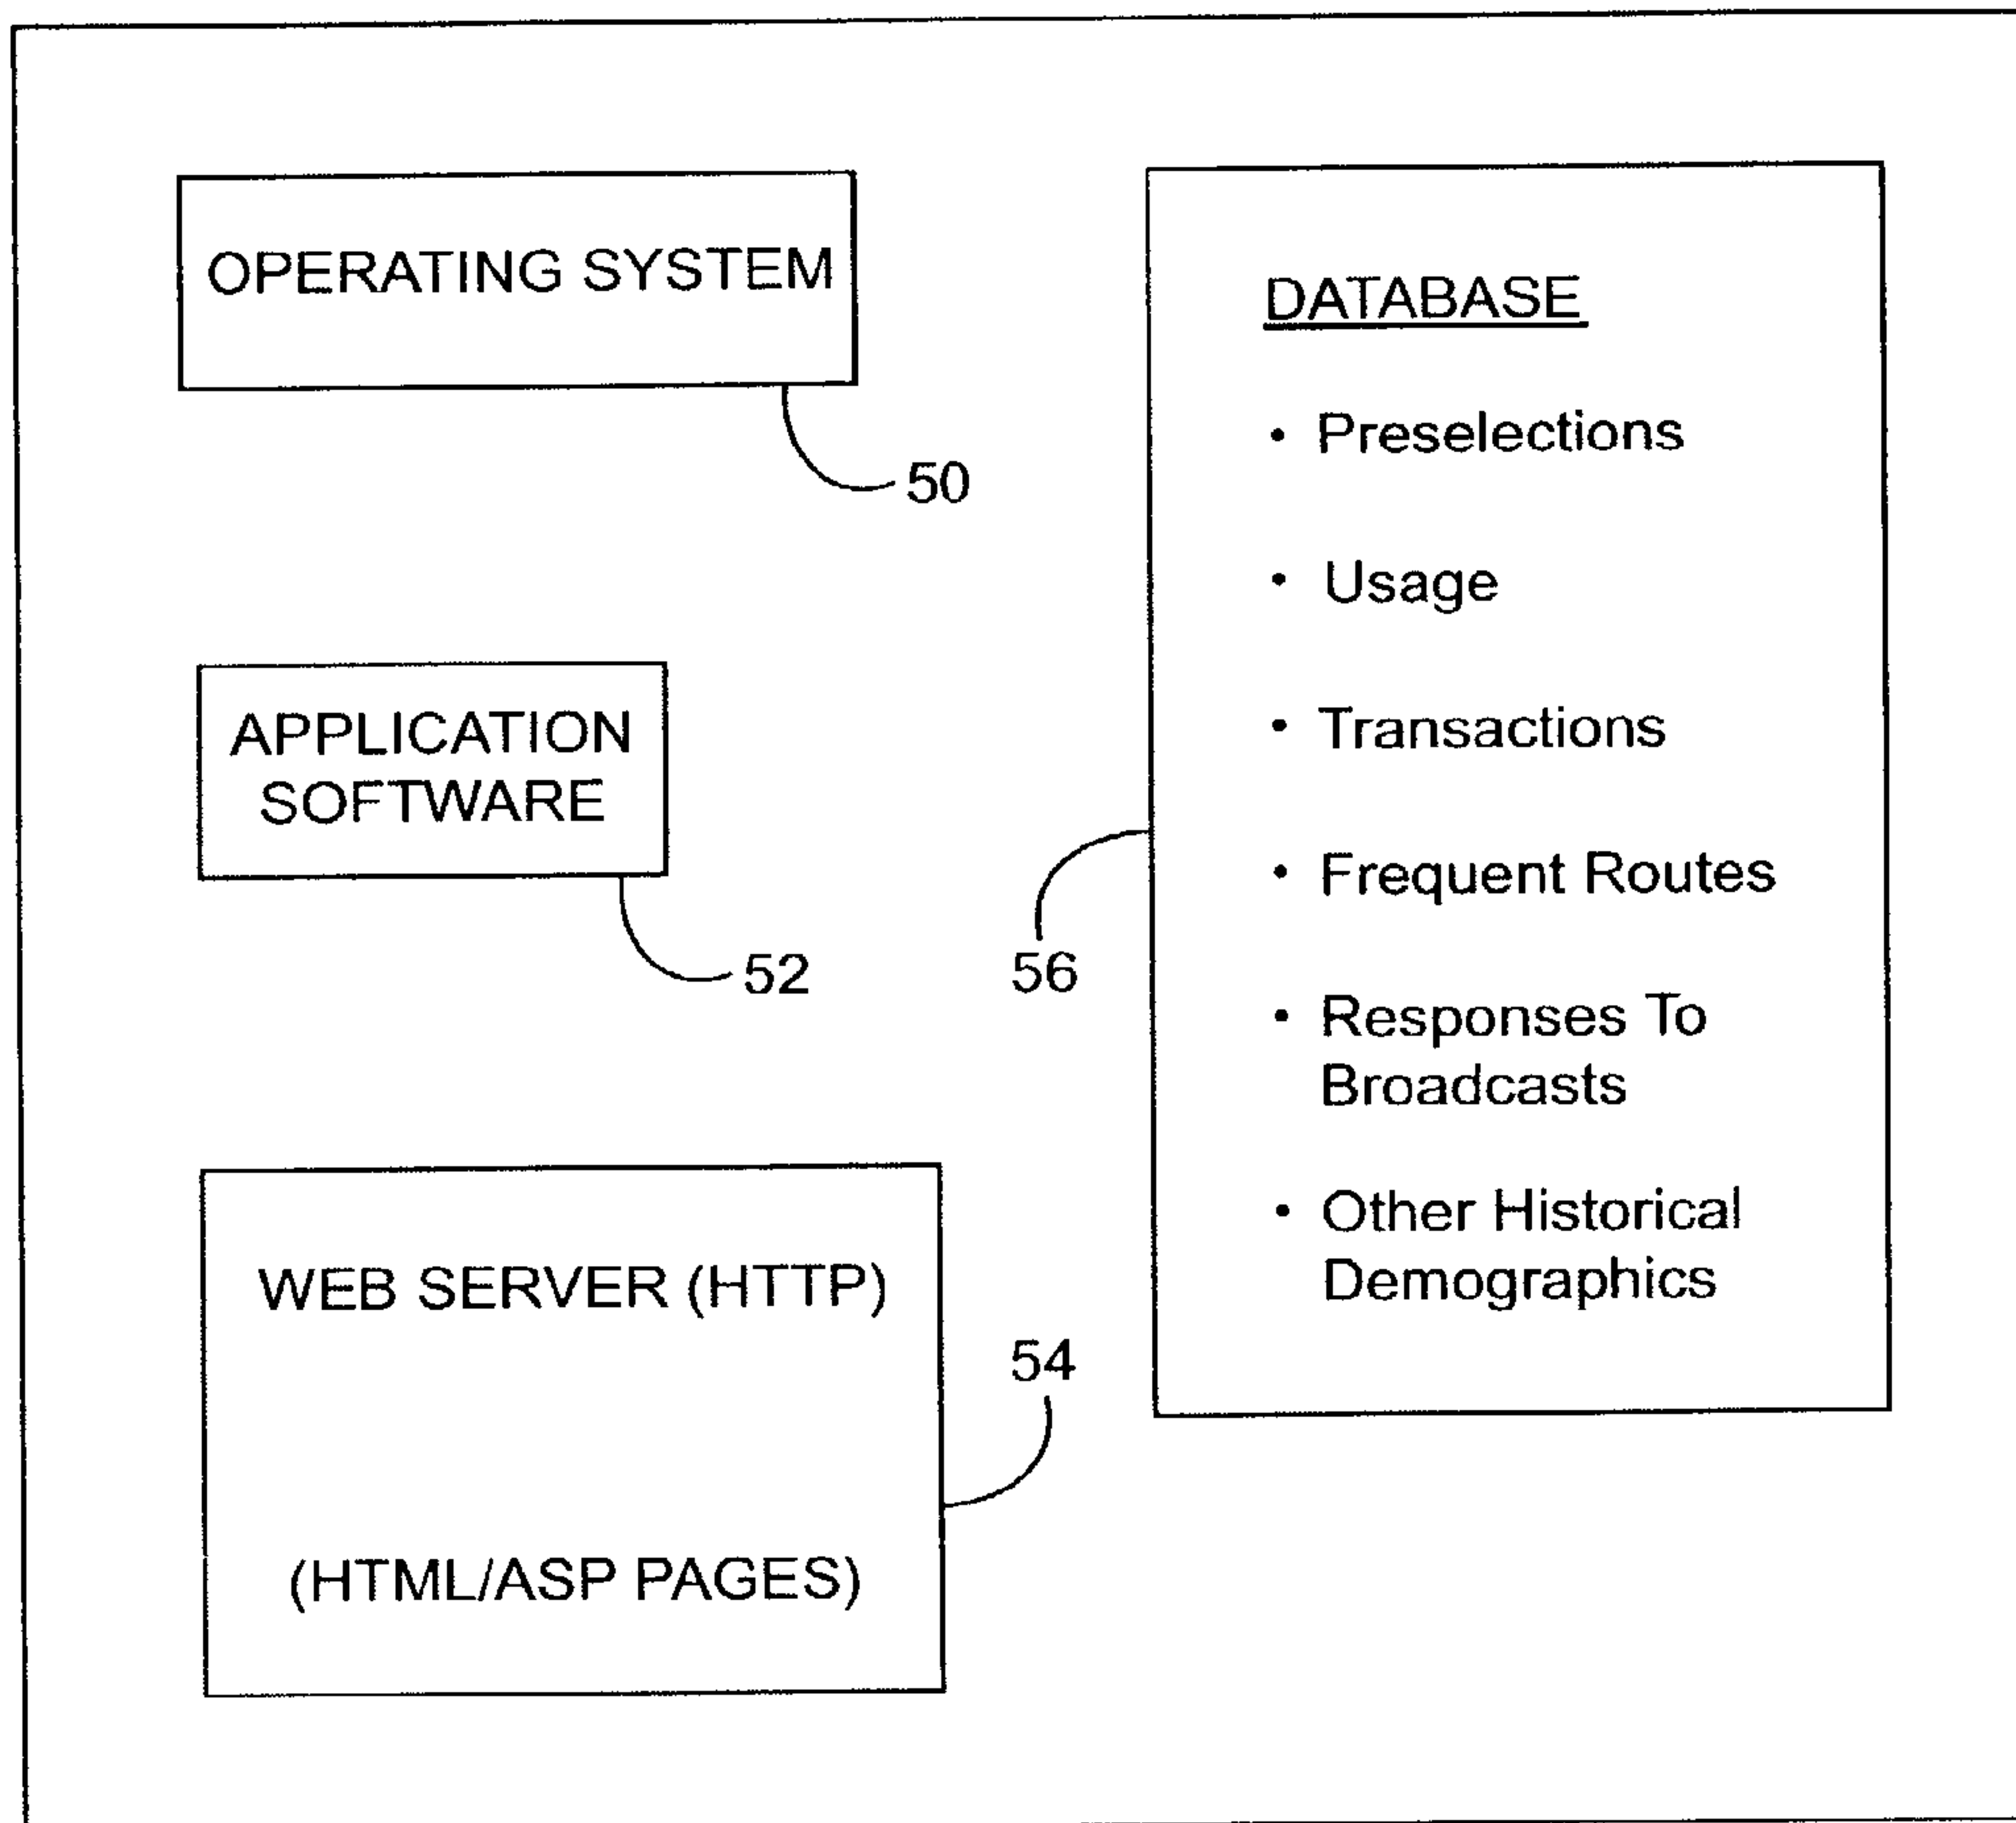 OPERATING SYSTEM
50
APPLICATION
SOFTWARE
52
WEB SERVER (HTTP)
(HTML/ASP PAGES)
54
DATABASE
• Preselections
• Usage
• Transactions
• Frequent Routes
• Responses To
Broadcasts
• Other Historical
Demographics
56